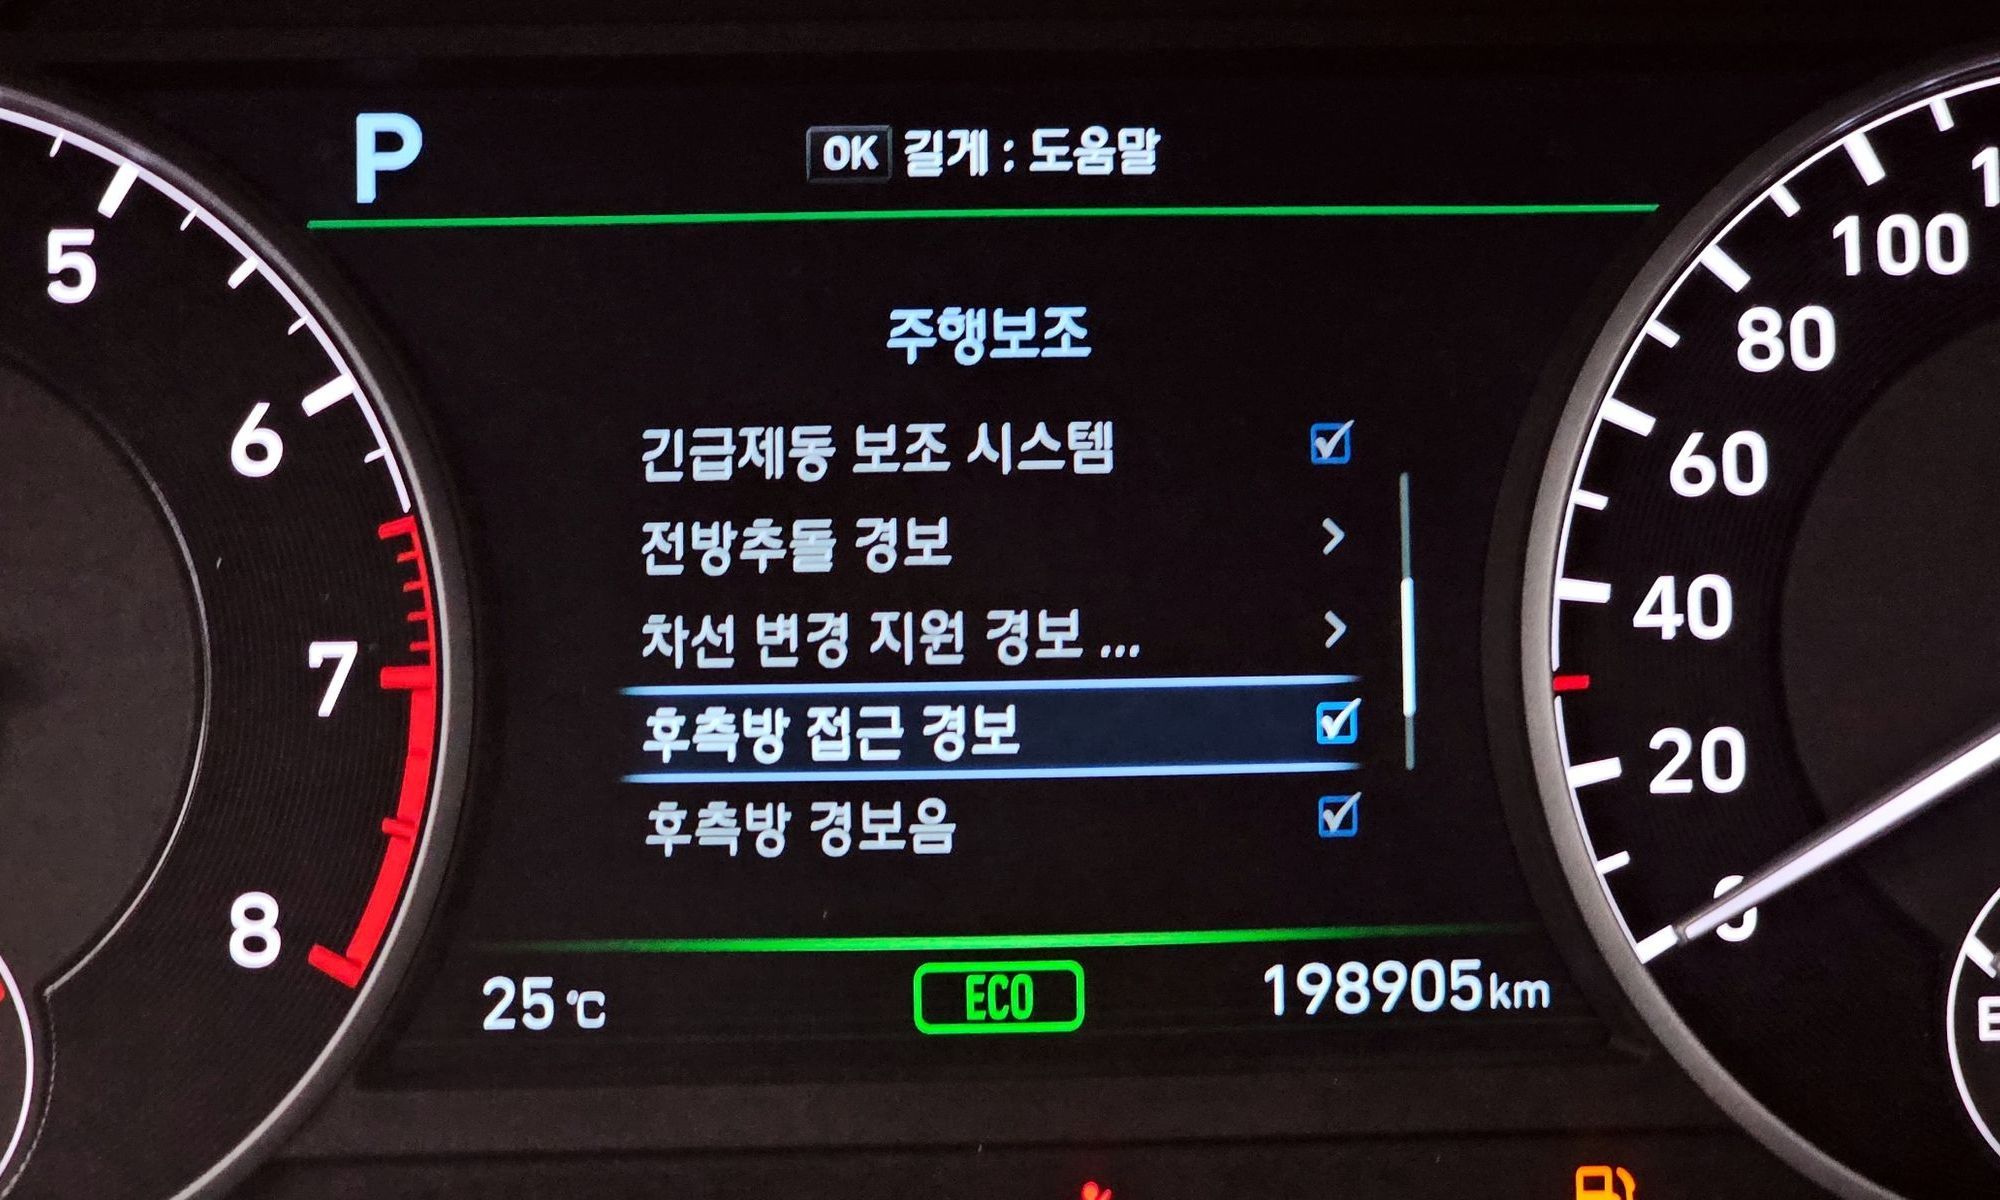 P
OK 길게 : 도움말
주행보조
긴급제동 보조 시스템
전방추돌 경보
차선 변경 지원 경보 ...
후측방 접근 경보
후측방 경보음
25 ℃
ECO
198905 km
5
6
7
8
100
80
60
40
20
0